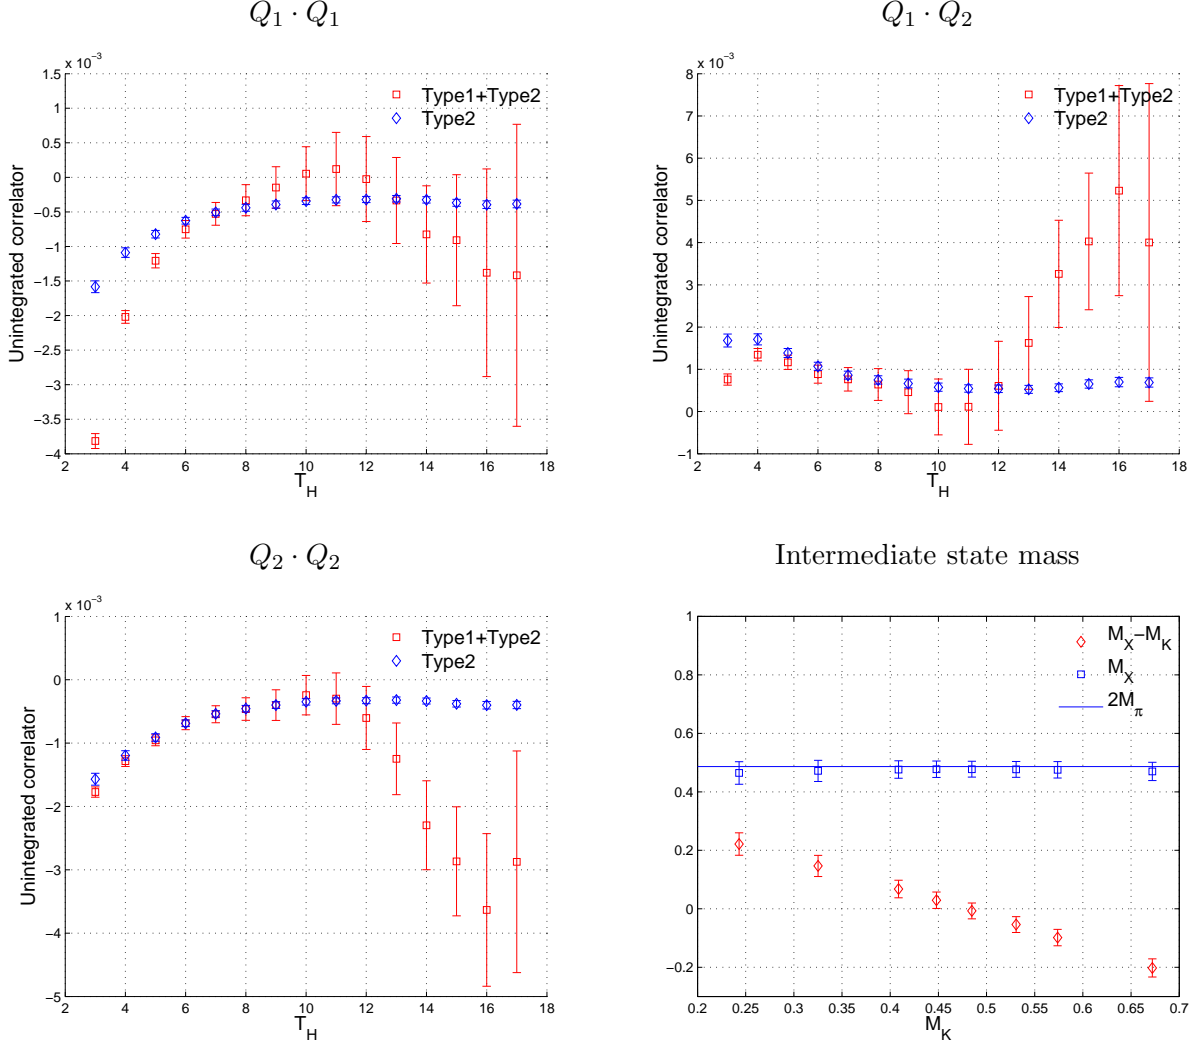 Q1 · Q1
x 10⁻³
1.5
1
0.5
0
−0.5
−1
−1.5
−2
−2.5
−3
−3.5
−4
2 4 6 8 10 12 14 16 18
T_H
Unintegrated correlator
Type1+Type2
Type2
Q1 · Q2
x 10⁻³
8
7
6
5
4
3
2
1
0
−1
2 4 6 8 10 12 14 16 18
T_H
Unintegrated correlator
Type1+Type2
Type2
Q2 · Q2
x 10⁻³
1
0
−1
−2
−3
−4
−5
2 4 6 8 10 12 14 16 18
T_H
Unintegrated correlator
Type1+Type2
Type2
Intermediate state mass
1
0.8
0.6
0.4
0.2
0
−0.2
0.2 0.25 0.3 0.35 0.4 0.45 0.5 0.55 0.6 0.65 0.7
M_K
M_X−M_K
M_X
2M_π